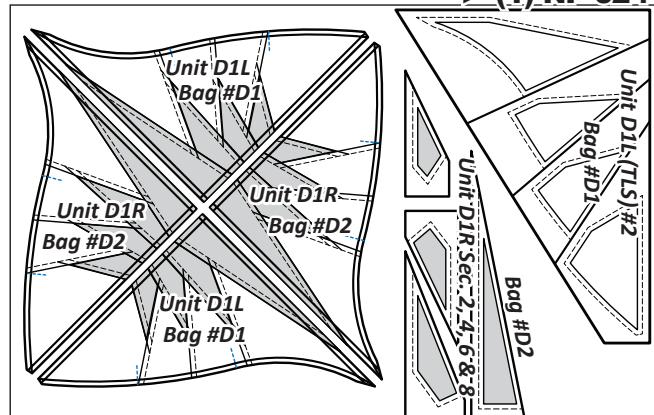 Unit D1L
Bag #D1
Unit D1R
Bag #D2
Unit D1R
Bag #D2
Unit D1L
Bag #D1
Unit D1R Sec. 2, 4, 6 & 8
Bag #D2
Unit D1L (TLS) #2
Bag #D1